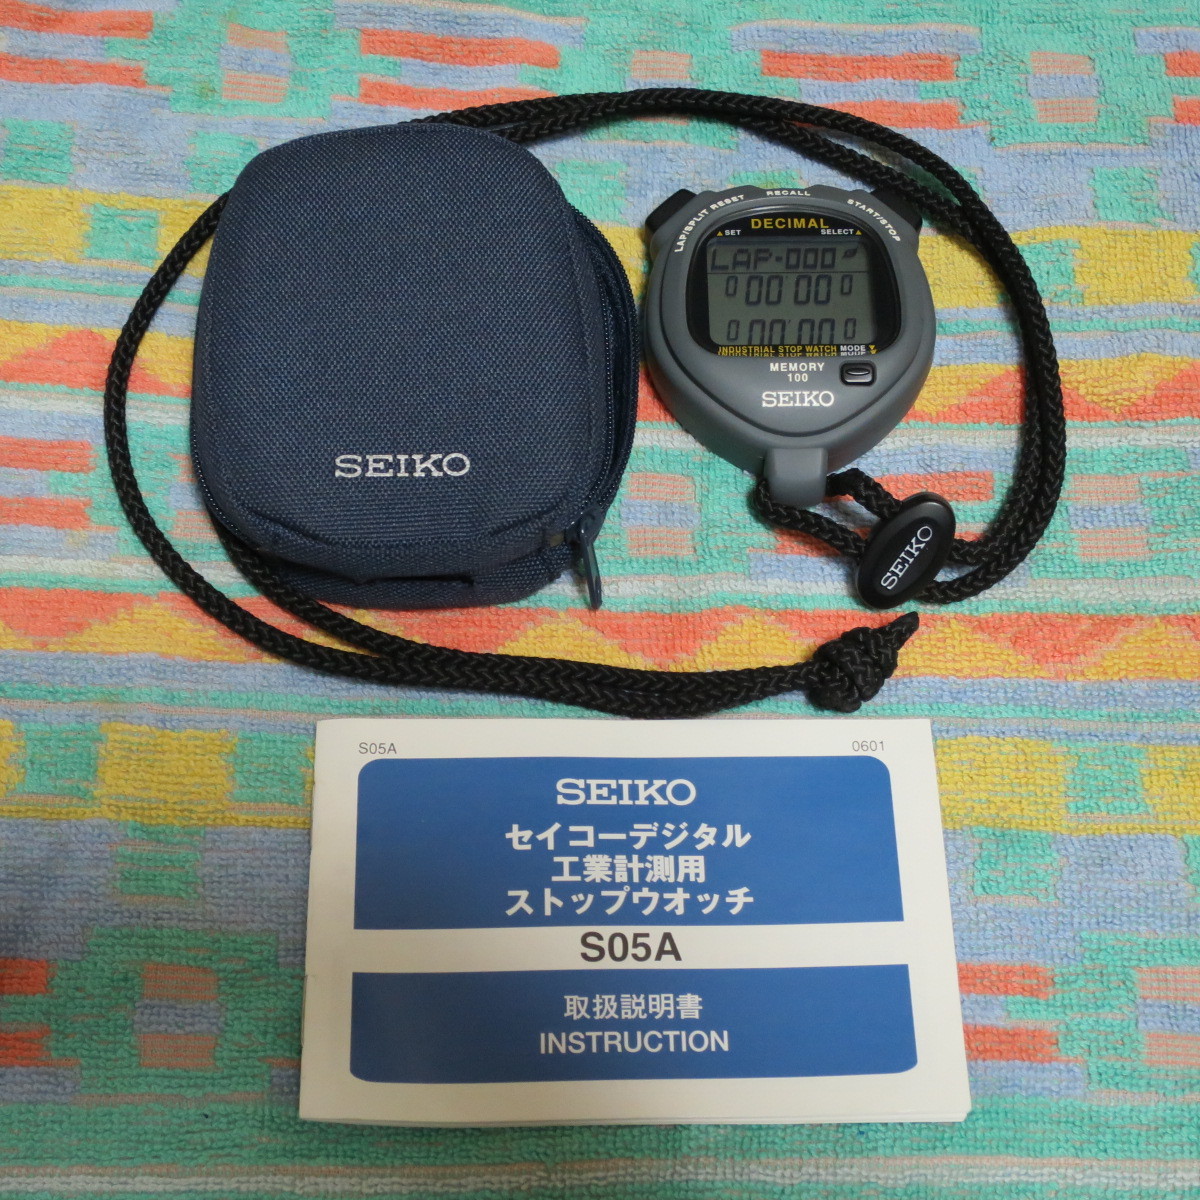 SEIKO
LAP/SPLIT RESET
RECALL
START/STOP
DECIMAL
▲SET
SELECT▲
LAP-000
0 00 00 0
0 00'00 0
INDUSTRIAL STOP WATCH MODE▼
MEMORY
100
SEIKO
SEIKO
S05A
0601
SEIKO
セイコーデジタル
工業計測用
ストップウオッチ
S05A
取扱説明書
INSTRUCTION